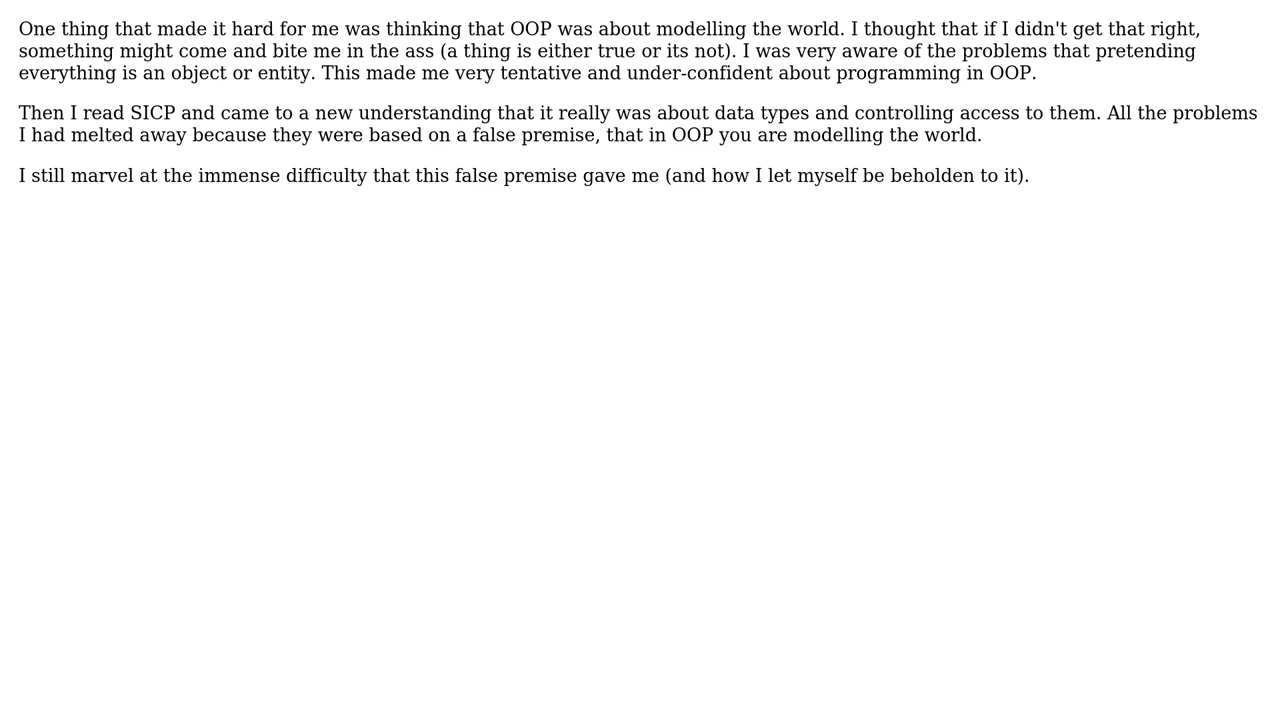 One thing that made it hard for me was thinking that OOP was about modelling the world. I thought that if I didn't get that right,
something might come and bite me in the ass (a thing is either true or its not). I was very aware of the problems that pretending
everything is an object or entity. This made me very tentative and under-confident about programming in OOP.
Then I read SICP and came to a new understanding that it really was about data types and controlling access to them. All the problems
I had melted away because they were based on a false premise, that in OOP you are modelling the world.
I still marvel at the immense difficulty that this false premise gave me (and how I let myself be beholden to it).